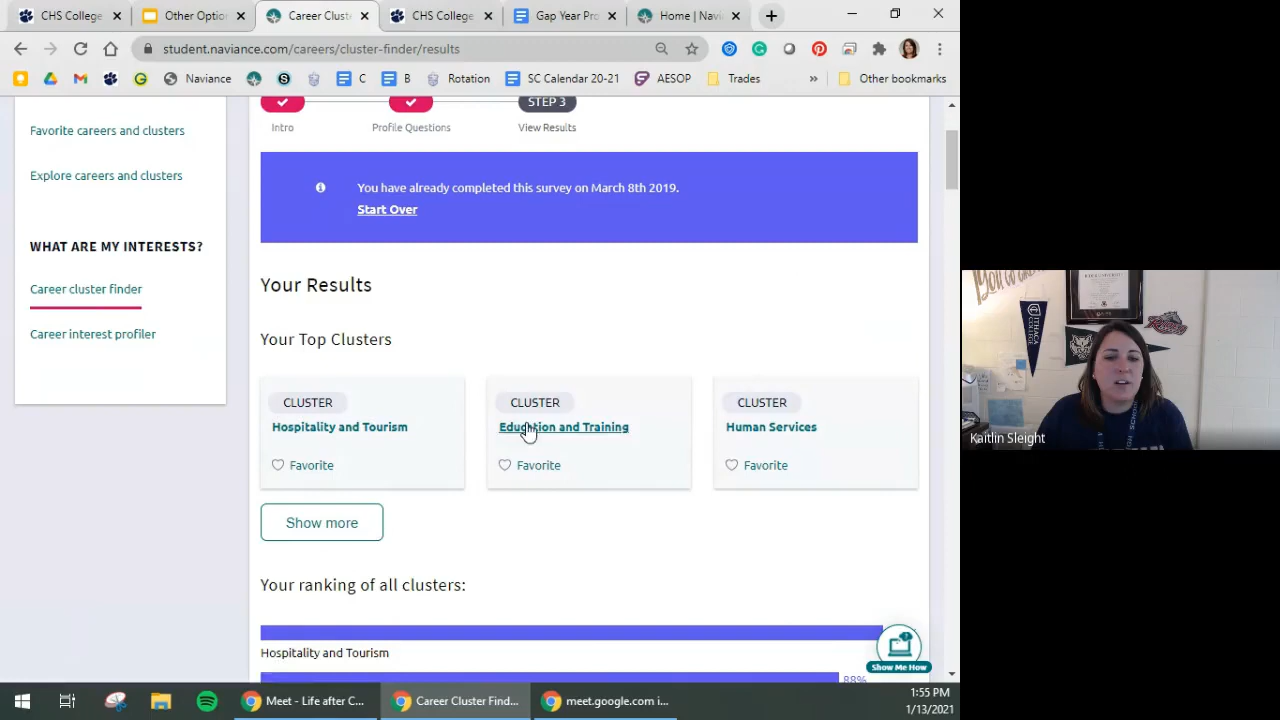 CHS College
Other Option
Career Clust
CHS College
Gap Year Pro
Home | Navi
student.naviance.com/careers/cluster-finder/results
Naviance
C
B
Rotation
SC Calendar 20-21
AESOP
Trades
Other bookmarks
Favorite careers and clusters
Explore careers and clusters
WHAT ARE MY INTERESTS?
Career cluster finder
Career interest profiler
STEP 3
Intro
Profile Questions
View Results
You have already completed this survey on March 8th 2019.
Start Over
Your Results
Your Top Clusters
CLUSTER
Hospitality and Tourism
Favorite
CLUSTER
Education and Training
Favorite
CLUSTER
Human Services
Favorite
Show more
Your ranking of all clusters:
Hospitality and Tourism
88%
Show Me How
ITHACA
COLLEGE
Kaitlin Sleight
Meet - Life after C...
Career Cluster Find...
meet.google.com i...
1:55 PM
1/13/2021